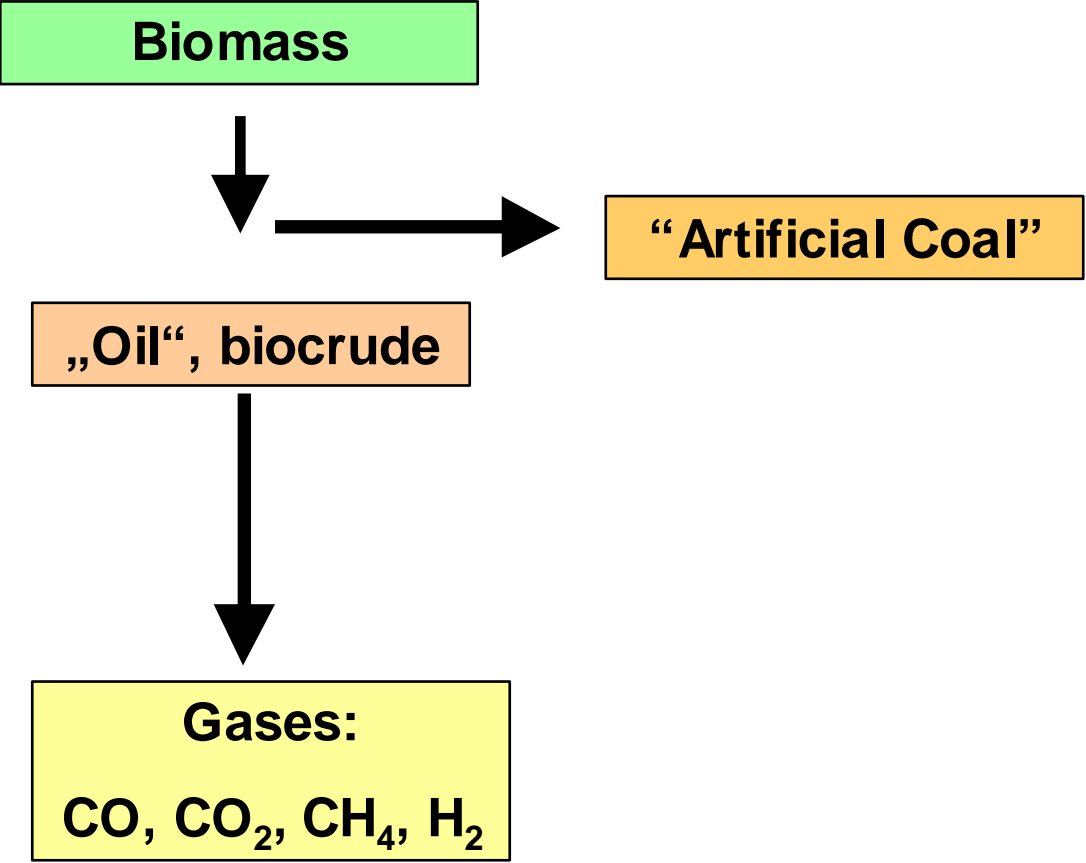 Biomass
“Artificial Coal”
„Oil“, biocrude
Gases:
CO, CO₂, CH₄, H₂